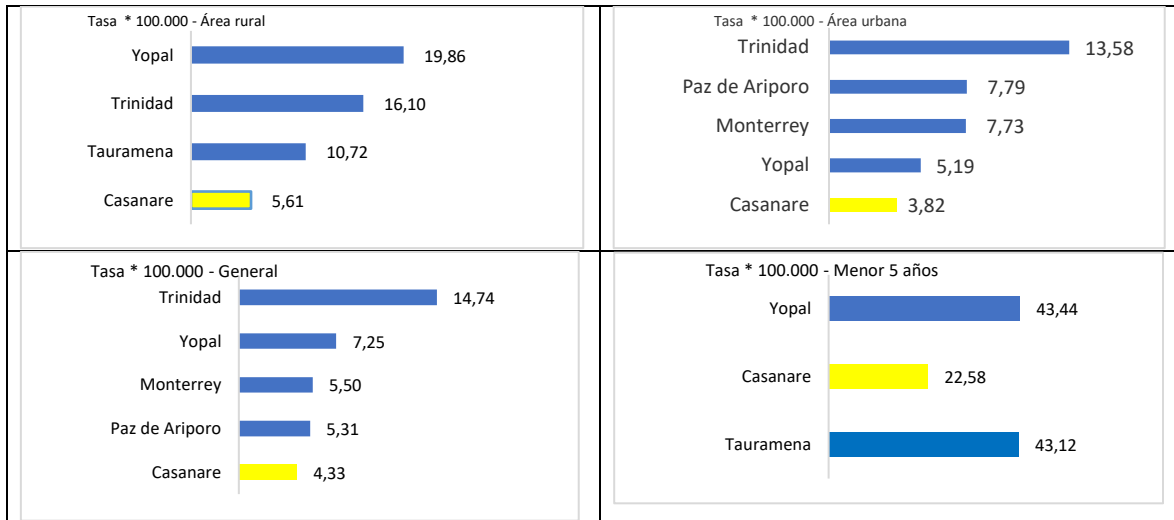 Tasa * 100.000 - Área rural
Yopal 19,86
Trinidad 16,10
Tauramena 10,72
Casanare 5,61
Tasa * 100.000 - Área urbana
Trinidad 13,58
Paz de Ariporo 7,79
Monterrey 7,73
Yopal 5,19
Casanare 3,82
Tasa * 100.000 - General
Trinidad 14,74
Yopal 7,25
Monterrey 5,50
Paz de Ariporo 5,31
Casanare 4,33
Tasa * 100.000 - Menor 5 años
Yopal 43,44
Casanare 22,58
Tauramena 43,12